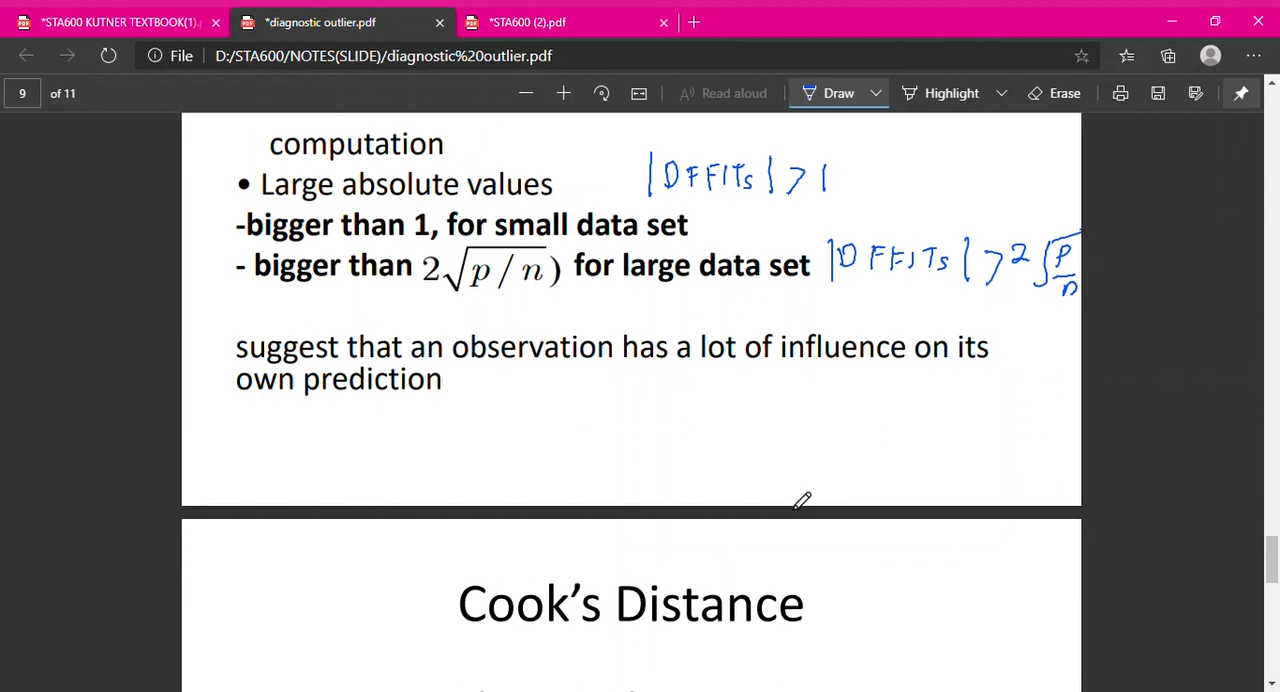 *STA600 KUTNER TEXTBOOK(1).
*diagnostic outlier.pdf
*STA600 (2).pdf
File D:/STA600/NOTES(SLIDE)/diagnostic%20outlier.pdf
9 of 11
Read aloud
Draw
Highlight
Erase
computation
• Large absolute values |DFFITs| > 1
-bigger than 1, for small data set
- bigger than 2√p / n) for large data set |DFFITs| > 2 √p/n
suggest that an observation has a lot of influence on its
own prediction
Cook's Distance